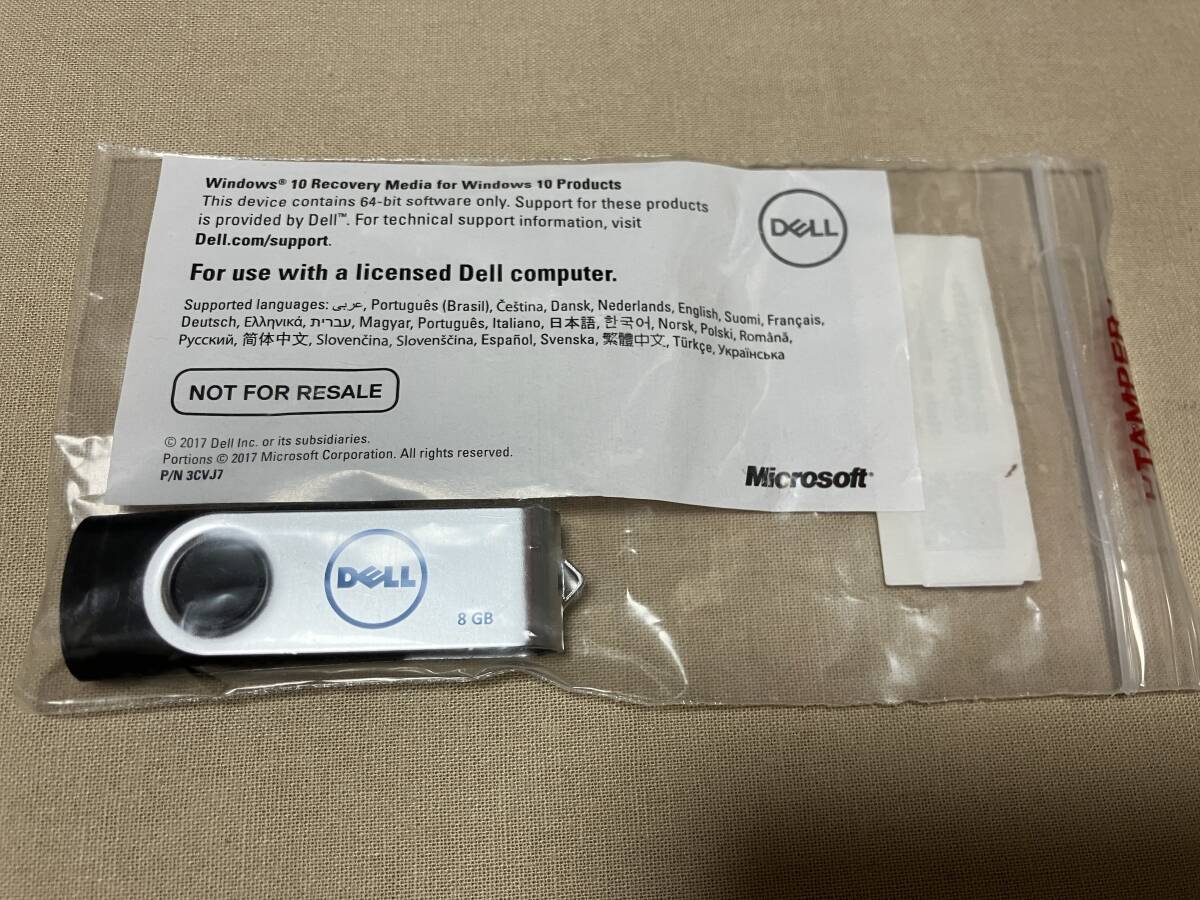 Windows® 10 Recovery Media for Windows 10 Products
This device contains 64-bit software only. Support for these products
is provided by Dell™. For technical support information, visit
Dell.com/support.
DELL
For use with a licensed Dell computer.
Supported languages: عربي, Português (Brasil), Čeština, Dansk, Nederlands, English, Suomi, Français,
Deutsch, Ελληνικά, עברית, Magyar, Português, Italiano, 日本語, 한국어, Norsk, Polski, Română,
Русский, 简体中文, Slovenčina, Slovenščina, Español, Svenska, 繁體中文, Türkçe, Українська
NOT FOR RESALE
© 2017 Dell Inc. or its subsidiaries.
Portions © 2017 Microsoft Corporation. All rights reserved.
P/N 3CVJ7
Microsoft®
DELL
8 GB
TAMPER